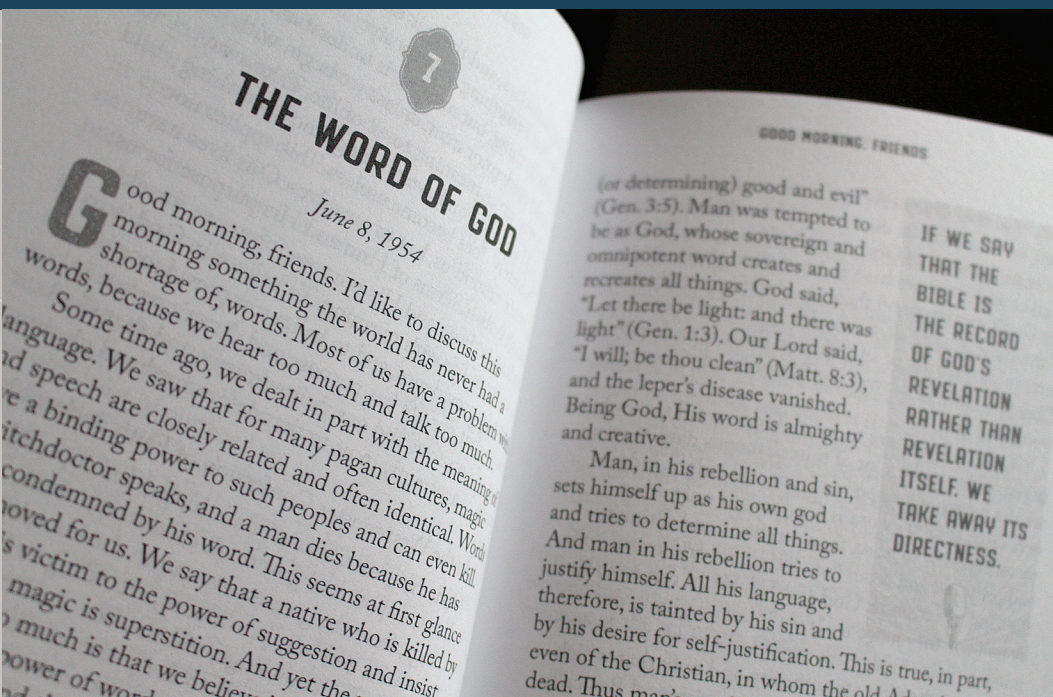 7
THE WORD OF GOD
June 8, 1954
Good morning, friends. I'd like to discuss this
morning something the world has never had a
shortage of, words. Most of us have a problem
words, because we hear too much and talk too much.
Some time ago, we dealt in part with the meaning of
language. We saw that for many pagan cultures, magic
nd speech are closely related and often identical. Words
ve a binding power to such peoples and can even kill.
itchdoctor speaks, and a man dies because he has
condemned by his word. This seems at first glance
oved for us. We say that a native who is killed by
s victim to the power of suggestion and insist
magic is superstition. And yet the
much is that we believ
power of word
GOOD MORNING, FRIENDS
(or determining) good and evil"
(Gen. 3:5). Man was tempted to
be as God, whose sovereign and
omnipotent word creates and
recreates all things. God said,
"Let there be light: and there was
light" (Gen. 1:3). Our Lord said,
"I will; be thou clean" (Matt. 8:3),
and the leper's disease vanished.
Being God, His word is almighty
and creative.
Man, in his rebellion and sin,
sets himself up as his own god
and tries to determine all things.
And man in his rebellion tries to
justify himself. All his language,
therefore, is tainted by his sin and
by his desire for self-justification. This is true, in part,
even of the Christian, in whom the old
dead. Thus man's
IF WE SAY
THAT THE
BIBLE IS
THE RECORD
OF GOD'S
REVELATION
RATHER THAN
REVELATION
ITSELF, WE
TAKE AWAY ITS
DIRECTNESS.